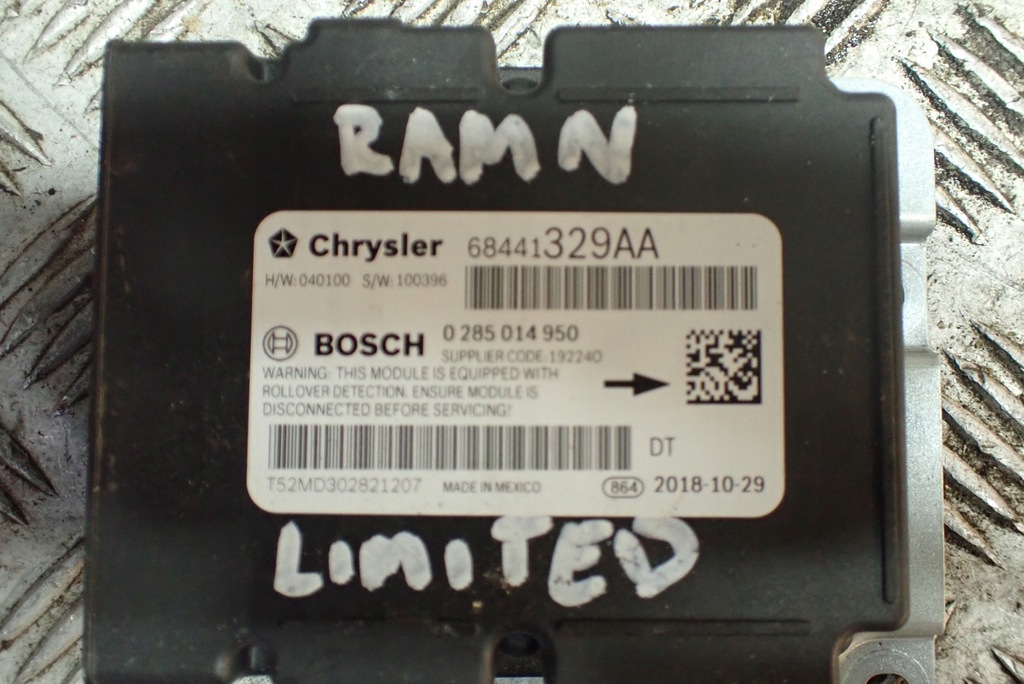 RAM N
Chrysler 68441329AA
H/W: 040100 S/W: 100396
BOSCH 0 285 014 950
SUPPLIER CODE: 192240
WARNING: THIS MODULE IS EQUIPPED WITH
ROLLOVER DETECTION. ENSURE MODULE IS
DISCONNECTED BEFORE SERVICING!
DT
T52MD302821207 MADE IN MEXICO 864 2018-10-29
LIMITED